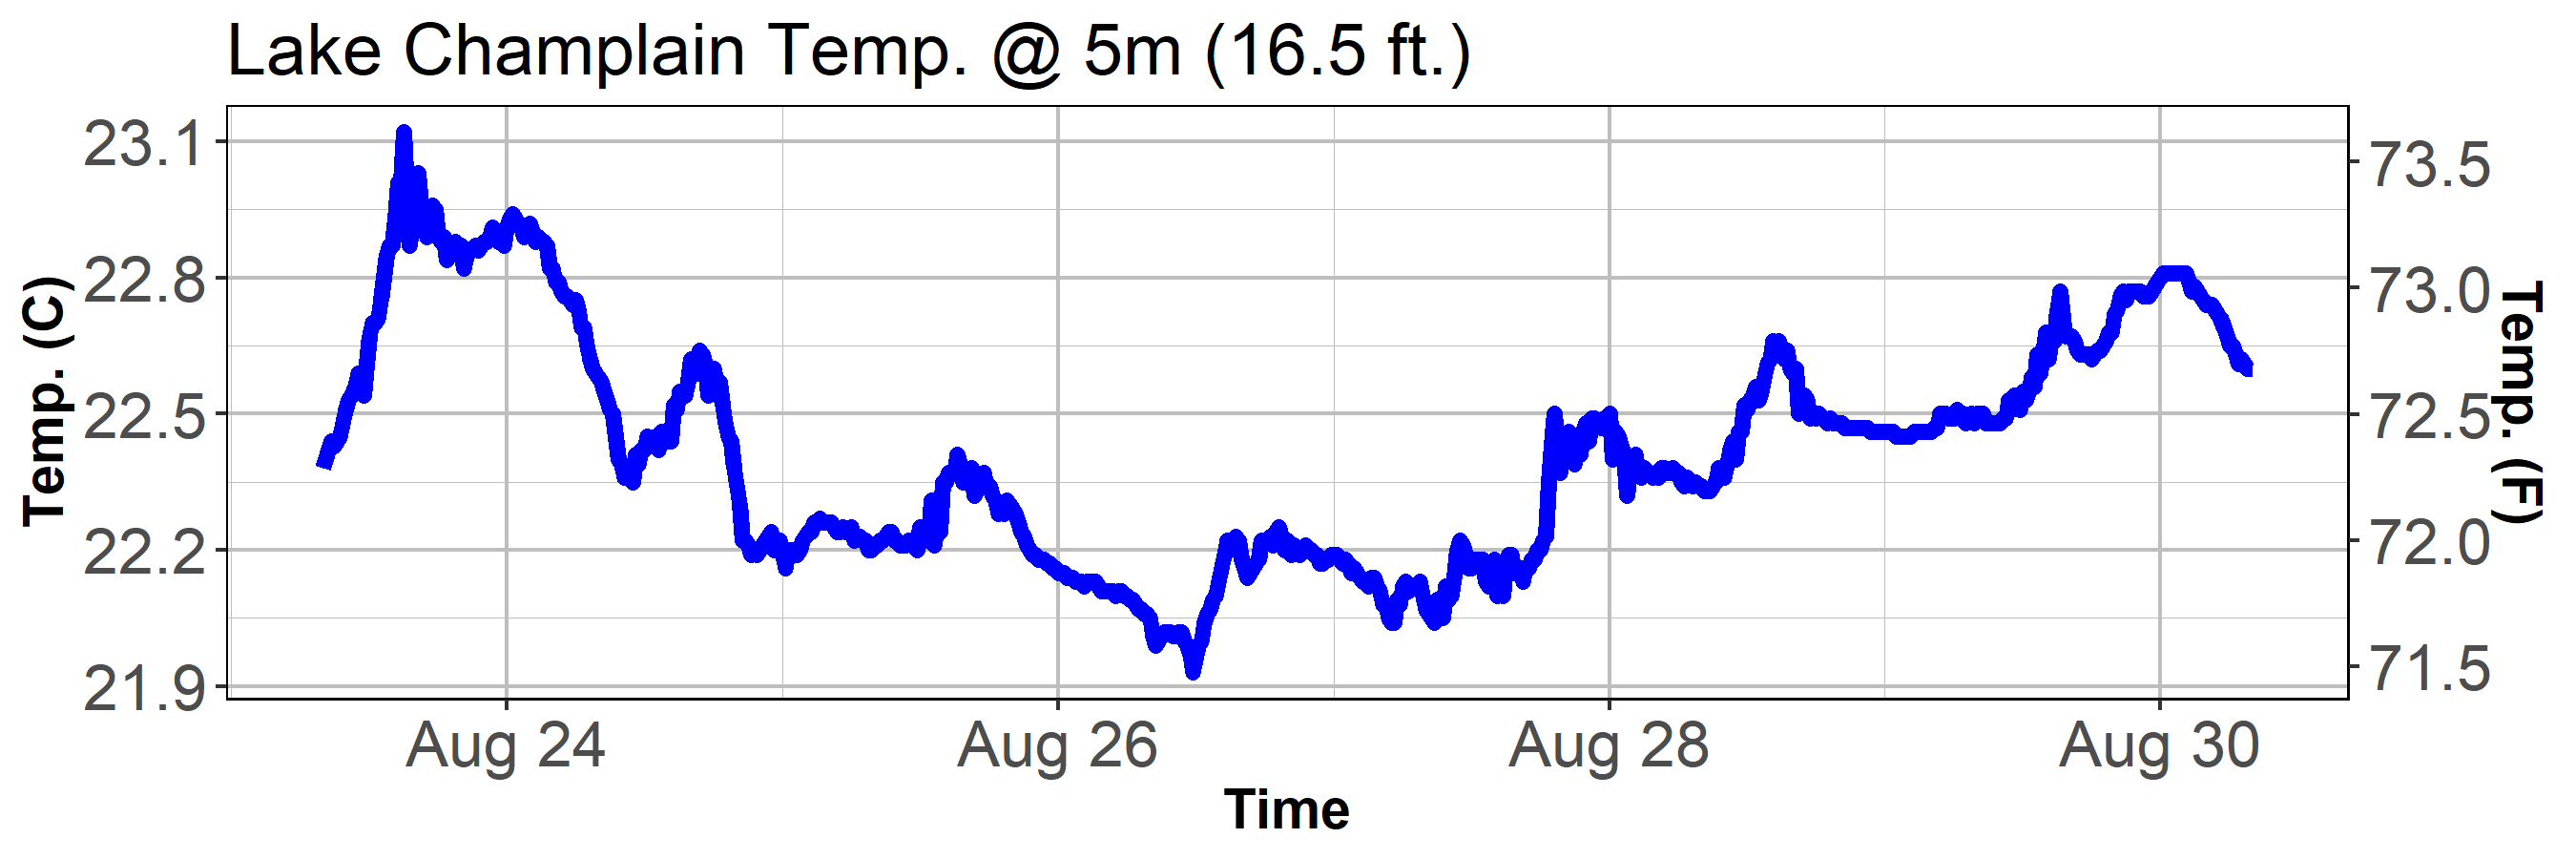 Lake Champlain Temp. @ 5m (16.5 ft.)
Temp. (C)
23.1
22.8
22.5
22.2
21.9
73.5
73.0
72.5
72.0
71.5
Temp. (F)
Aug 24 Aug 26 Aug 28 Aug 30
Time